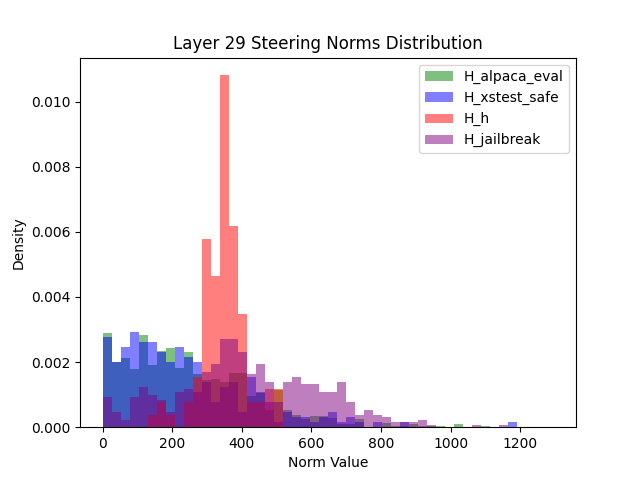 Layer 29 Steering Norms Distribution
H_alpaca_eval
H_xstest_safe
H_h
H_jailbreak
Density
0.010
0.008
0.006
0.004
0.002
0.000
0 200 400 600 800 1000 1200
Norm Value